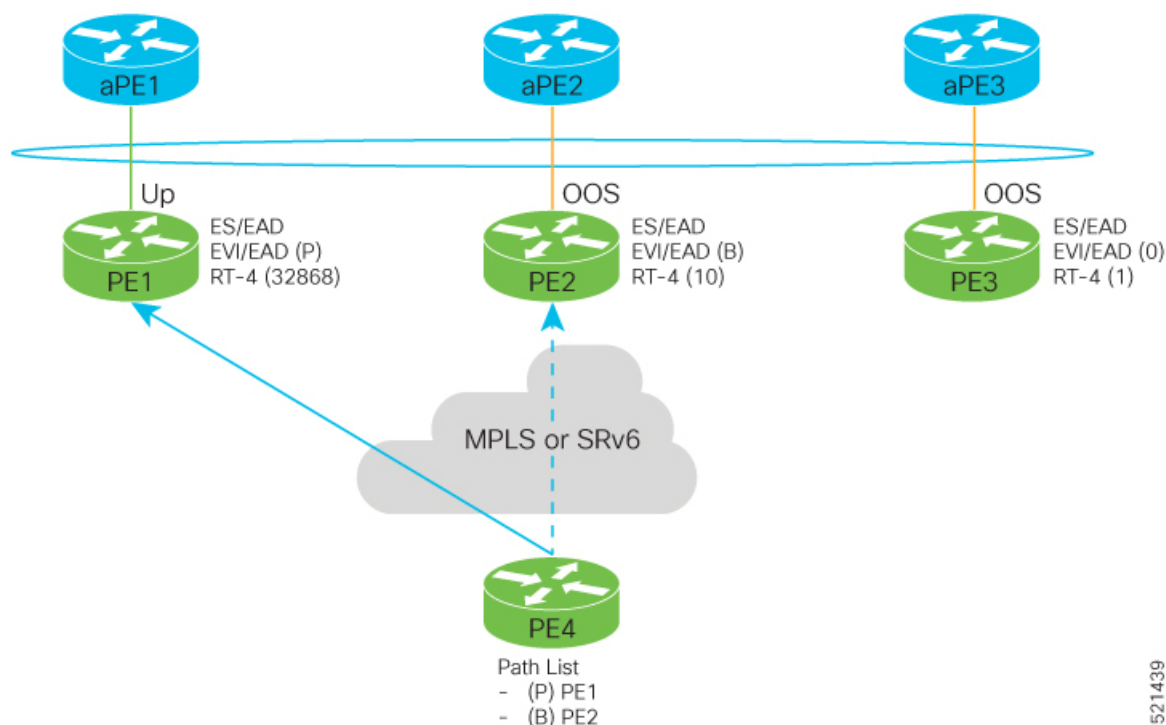 aPE1
aPE2
aPE3
Up
OOS
OOS
PE1
ES/EAD
EVI/EAD (P)
RT-4 (32868)
PE2
ES/EAD
EVI/EAD (B)
RT-4 (10)
PE3
ES/EAD
EVI/EAD (0)
RT-4 (1)
MPLS or SRv6
PE4
Path List
- (P) PE1
- (B) PE2
521439